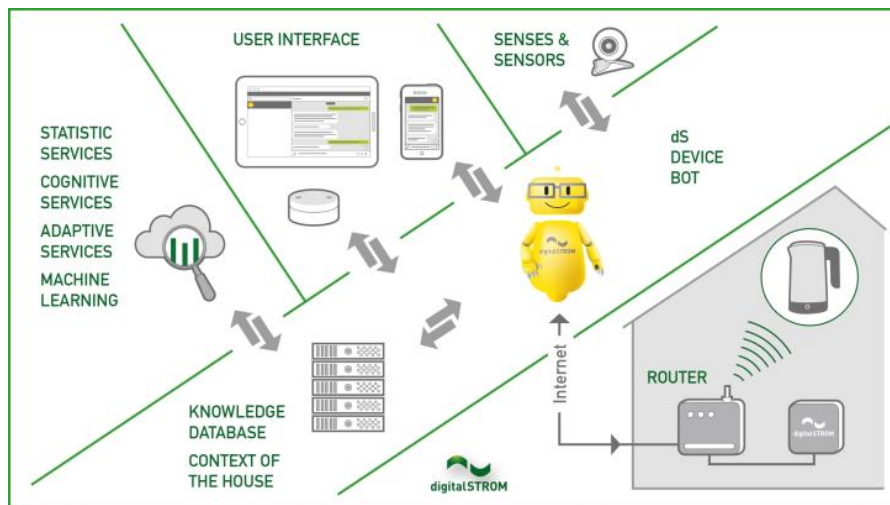 USER INTERFACE
SENSES &
SENSORS
STATISTIC
SERVICES
COGNITIVE
SERVICES
ADAPTIVE
SERVICES
MACHINE
LEARNING
dS
DEVICE
BOT
digitalSTROM
KNOWLEDGE
DATABASE
CONTEXT OF
THE HOUSE
Internet
ROUTER
digitalSTROM
digitalSTROM